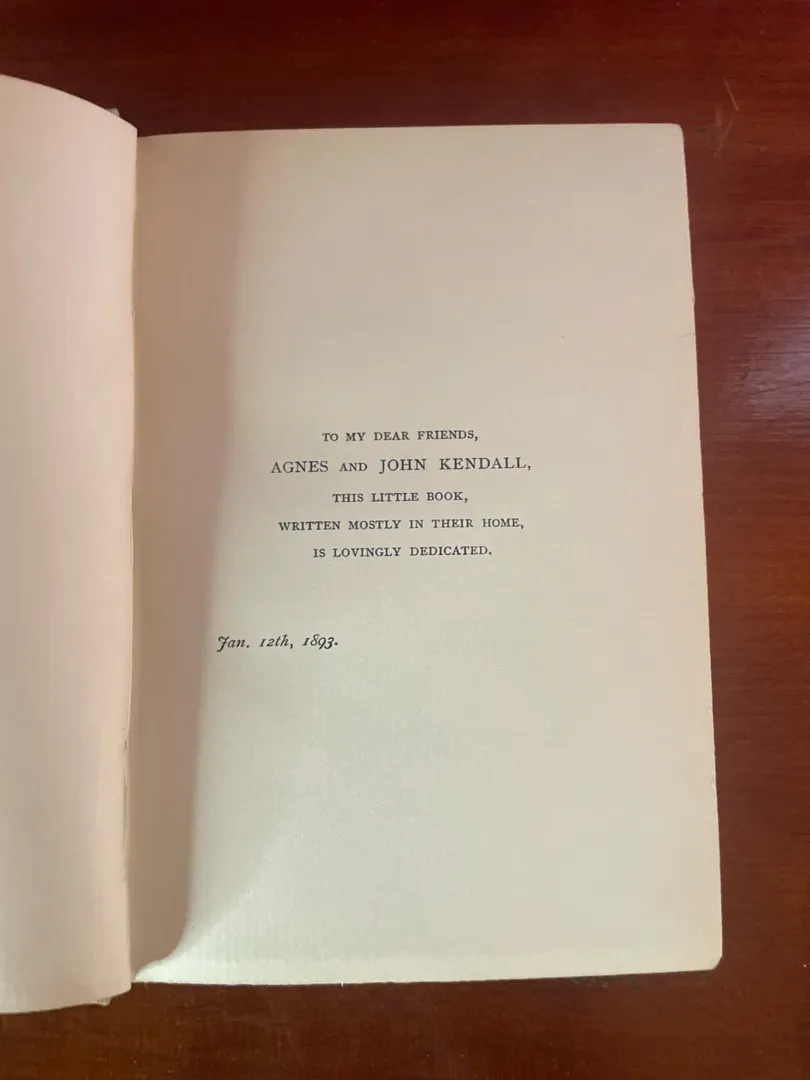 TO MY DEAR FRIENDS,
AGNES AND JOHN KENDALL,
THIS LITTLE BOOK,
WRITTEN MOSTLY IN THEIR HOME,
IS LOVINGLY DEDICATED.
Jan. 12th, 1893.